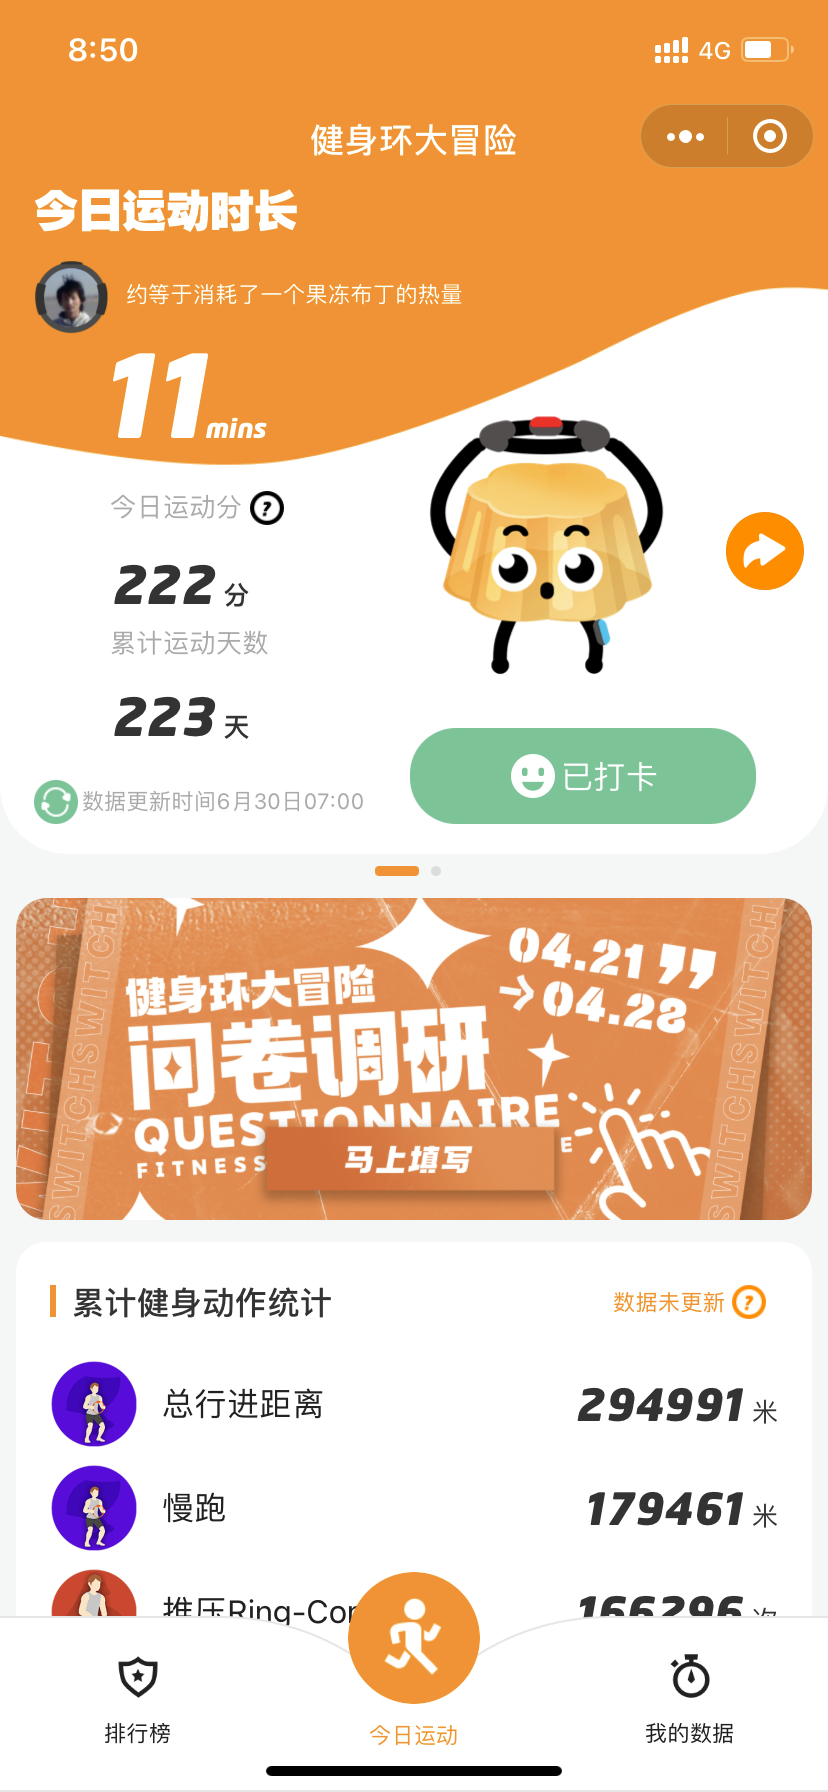 8:50
4G
健身环大冒险
今日运动时长
约等于消耗了一个果冻布丁的热量
11 mins
今日运动分 ?
222 分
累计运动天数
223 天
数据更新时间6月30日07:00
已打卡
04.21
→04.28
健身环大冒险
问卷调研
QUESTIONNAIRE
FITNESS
马上填写
SWITCH
SWITCH
累计健身动作统计
数据未更新 ?
总行进距离
294991 米
慢跑
179461 米
推压Ring-Con
166296 次
排行榜
今日运动
我的数据